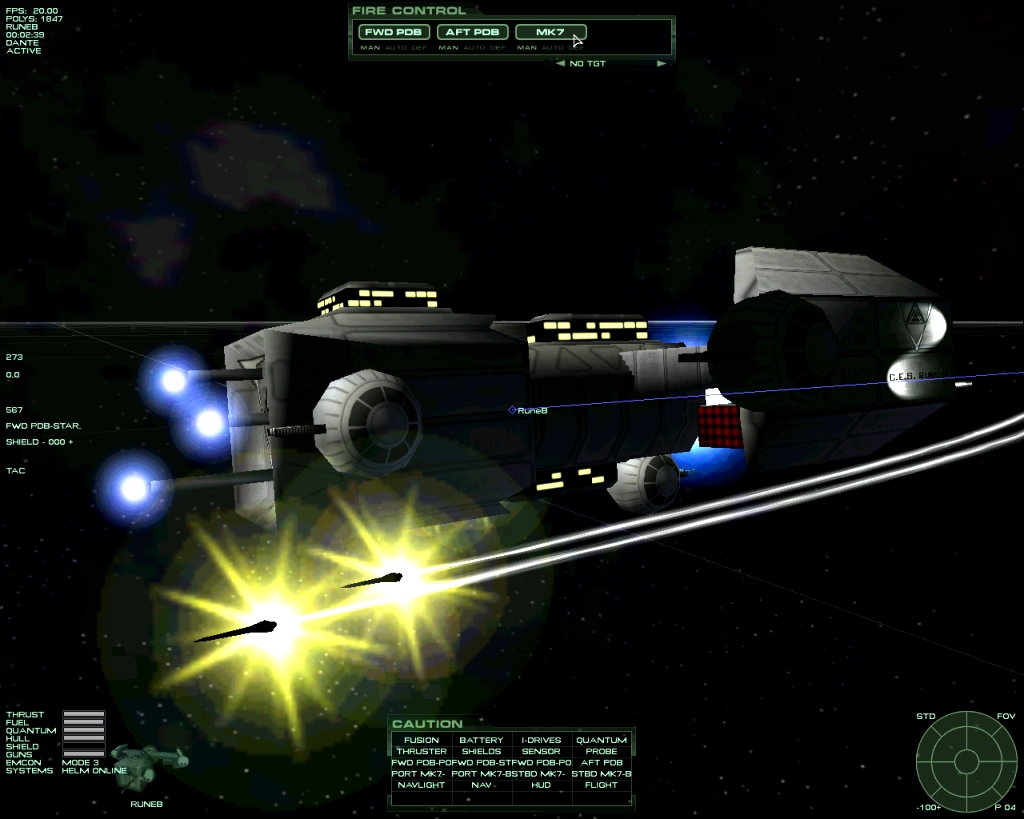 FPS: 20.00
POLYS: 1847
RUNEB
00:02:39
DANTE
ACTIVE
FIRE CONTROL
FWD PDB AFT PDB MK7
MAN AUTO DEF MAN AUTO DEF MAN AUTO
NO TGT
273
0.0
567
FWD PDB-STAR.
SHIELD - 000 +
TAC
RuneB
C.E.S.
THRUST
FUEL
QUANTUM
HULL
SHIELD
GUNS
EMCON MODE 3
SYSTEMS HELM ONLINE
RUNEB
CAUTION
FUSION BATTERY I-DRIVES QUANTUM
THRUSTER SHIELDS SENSOR PROBE
FWD PDB-PO FWD PDB-ST FWD PDB-PO AFT PDB
PORT MK7- PORT MK7-B STBD MK7- STBD MK7-B
NAVLIGHT NAV HUD FLIGHT
STD FOV
-100+ P 04